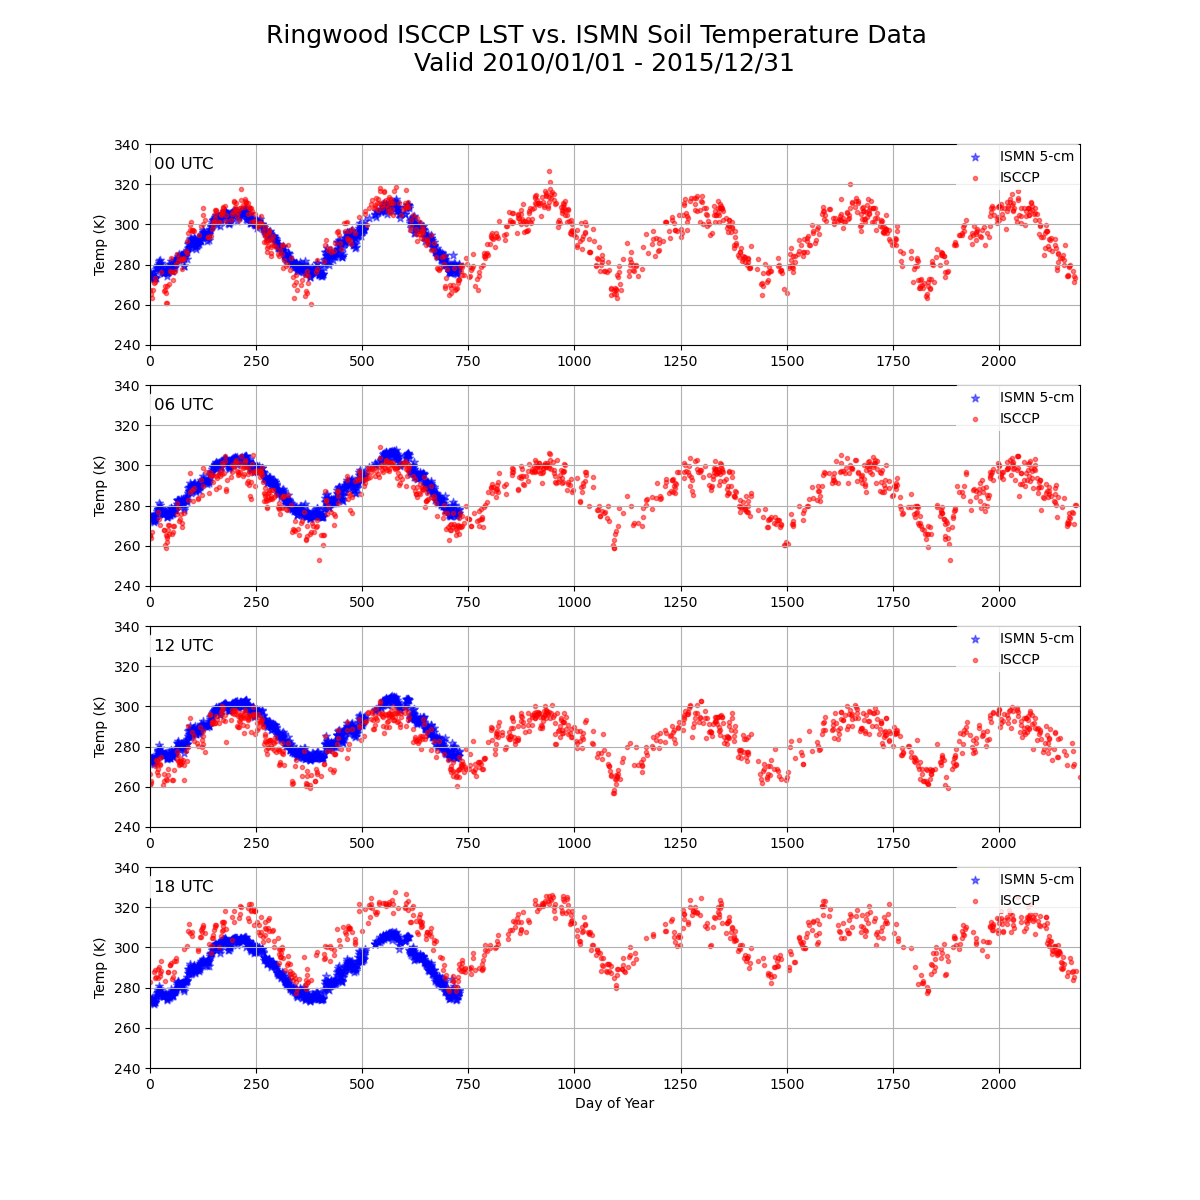 Ringwood ISCCP LST vs. ISMN Soil Temperature Data
Valid 2010/01/01 - 2015/12/31
340
320
300
280
260
240
Temp (K)
00 UTC
ISMN 5-cm
ISCCP
0 250 500 750 1000 1250 1500 1750 2000
340
320
300
280
260
240
Temp (K)
06 UTC
ISMN 5-cm
ISCCP
0 250 500 750 1000 1250 1500 1750 2000
340
320
300
280
260
240
Temp (K)
12 UTC
ISMN 5-cm
ISCCP
0 250 500 750 1000 1250 1500 1750 2000
340
320
300
280
260
240
Temp (K)
18 UTC
ISMN 5-cm
ISCCP
0 250 500 750 1000 1250 1500 1750 2000
Day of Year